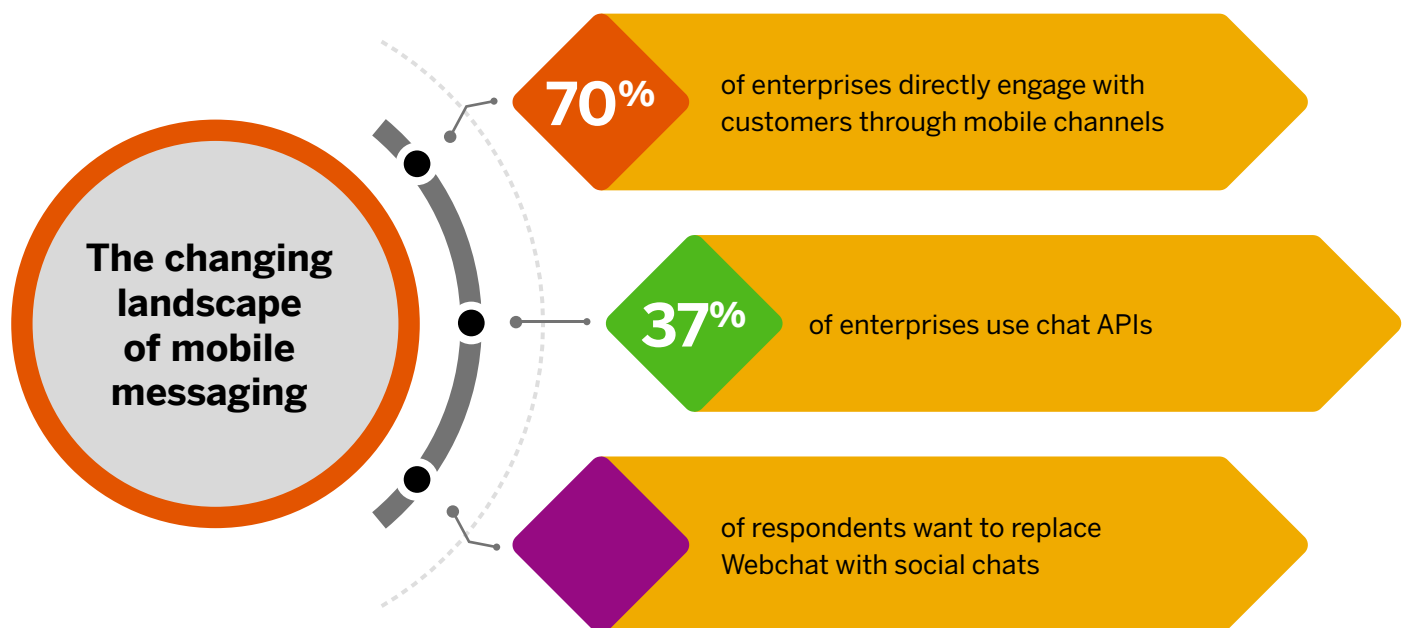 The changing
landscape
of mobile
messaging
70%
of enterprises directly engage with
customers through mobile channels
37%
of enterprises use chat APIs
of respondents want to replace
Webchat with social chats